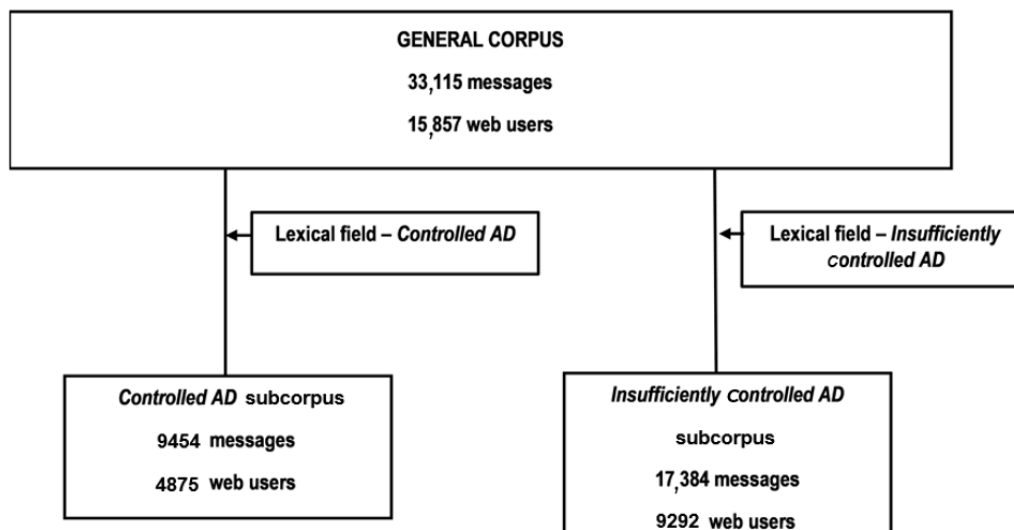 GENERAL CORPUS
33,115 messages
15,857 web users
Lexical field – Controlled AD
Lexical field – Insufficiently
controlled AD
Controlled AD subcorpus
9454 messages
4875 web users
Insufficiently controlled AD
subcorpus
17,384 messages
9292 web users